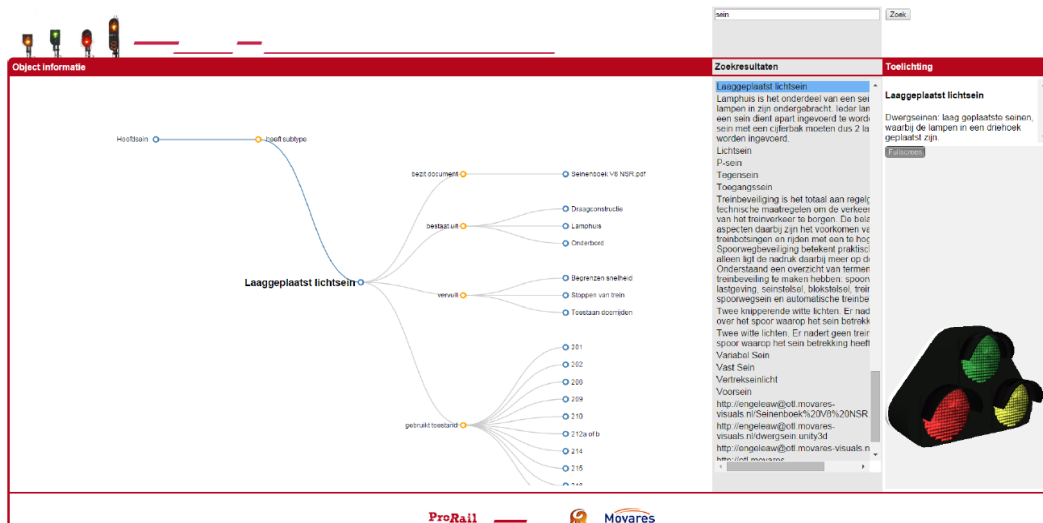 sein
Zoek
Object informatie
Zoekresultaten
Toelichting
Hoofdsein
heeft subtype
Laaggeplaatst lichtsein
bezit document
Seinenboek V8 NSR.pdf
bestaat uit
Draagconstructie
Lamphuis
Onderbord
vervult
Begrenzen snelheid
Stoppen van trein
Toestaan doorrijden
gebruikt toestand
201
202
208
209
210
212a of b
214
215
Laaggeplaatst lichtsein
Lamphuis is het onderdeel van een sei
lampen in zijn ondergebracht. Ieder lan
een sein dient apart ingevoerd te worde
sein met een cijferbak moeten dus 2 la
worden ingevoerd.
Lichtsein
P-sein
Tegensein
Toegangssein
Treinbeveiliging is het totaal aan regelg
technische maatregelen om de verkeer
van het treinverkeer te borgen. De bela
aspecten daarbij zijn het voorkomen va
treinbotsingen en rijden met een te hog
Spoorwegbeveiliging betekent praktisc
alleen ligt de nadruk daarbij meer op de
Onderstaand een overzicht van termen
treinbeveiling te maken hebben: spoorw
lastgeving, seinstelsel, blokstelsel, trein
spoorwegsein en automatische treinbe
Twee knipperende witte lichten. Er nad
over het spoor waarop het sein betrekk
Twee witte lichten. Er nadert geen trein
spoor waarop het sein betrekking heeft
Variabel Sein
Vast Sein
Vertrekseinlicht
Voorsein
http://engeleaw@otl.movares-
visuals.nl/Seinenboek%20V8%20NSR
http://engeleaw@otl.movares-
visuals.nl/dwergsein.unity3d
http://engeleaw@otl.movares-visuals.n
http://otl.movares
Laaggeplaatst lichtsein
Dwergseinen: laag geplaatste seinen,
waarbij de lampen in een driehoek
geplaatst zijn.
Fullscreen
ProRail
Movares